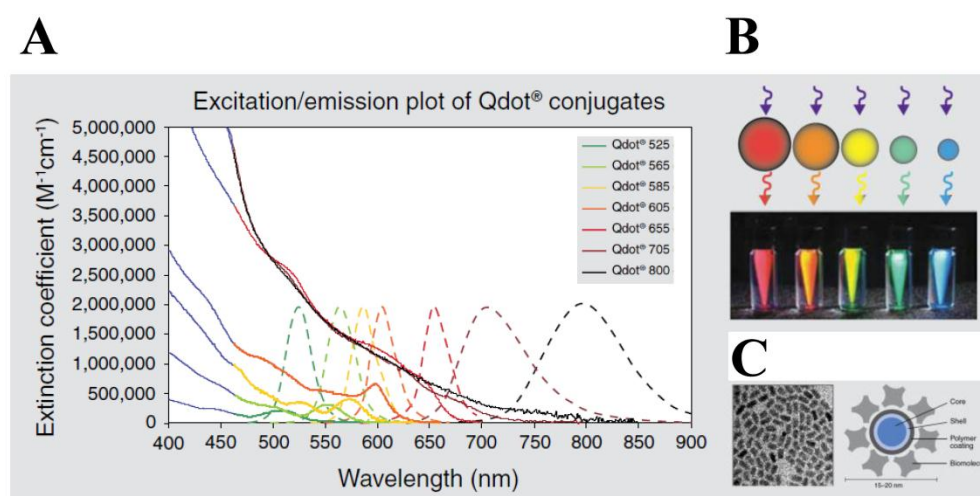 A
B
Excitation/emission plot of Qdot® conjugates
Extinction coefficient (M⁻¹cm⁻¹)
5,000,000
4,500,000
4,000,000
3,500,000
3,000,000
2,500,000
2,000,000
1,500,000
1,000,000
500,000
0
Qdot® 525
Qdot® 565
Qdot® 585
Qdot® 605
Qdot® 655
Qdot® 705
Qdot® 800
400 450 500 550 600 650 700 750 800 850 900
Wavelength (nm)
C
Core
Shell
Polymer
coating
Biomolec
15–20 nm